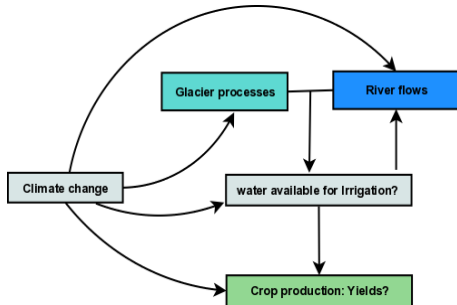 Glacier processes
River flows
Climate change
water available for Irrigation?
Crop production: Yields?